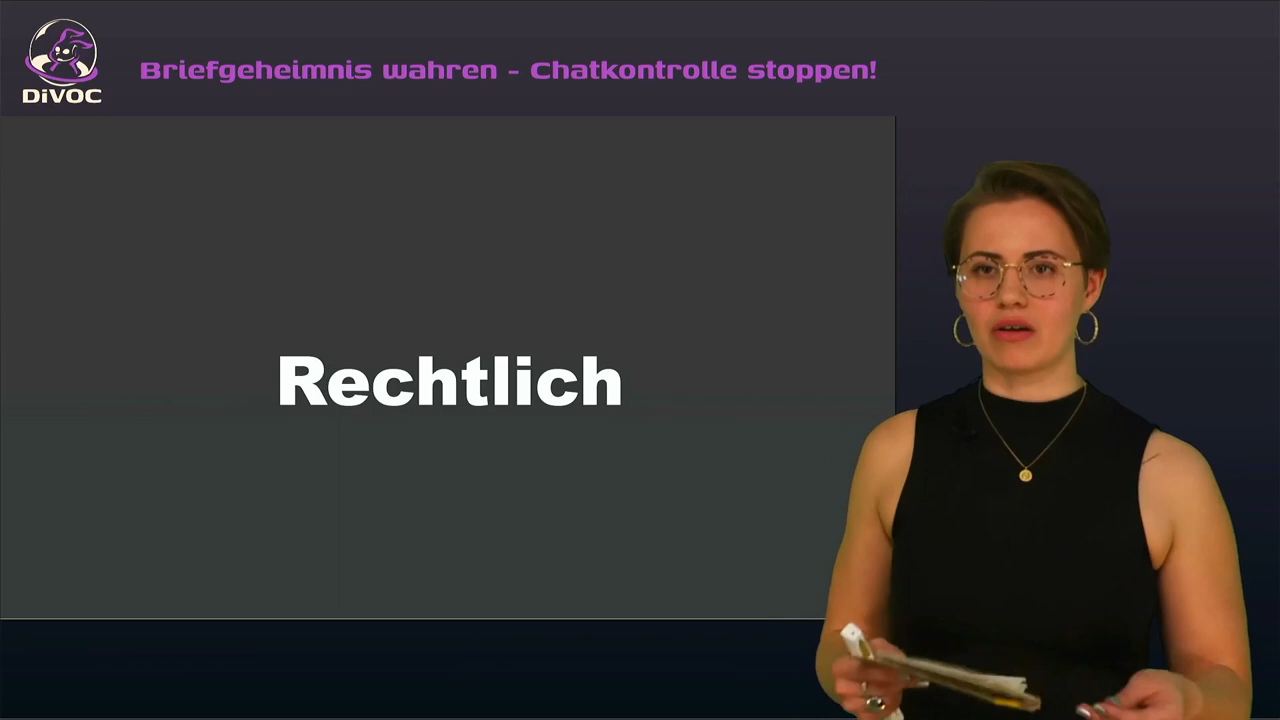 Briefgeheimnis wahren - Chatkontrolle stoppen!
DiVOC
Rechtlich